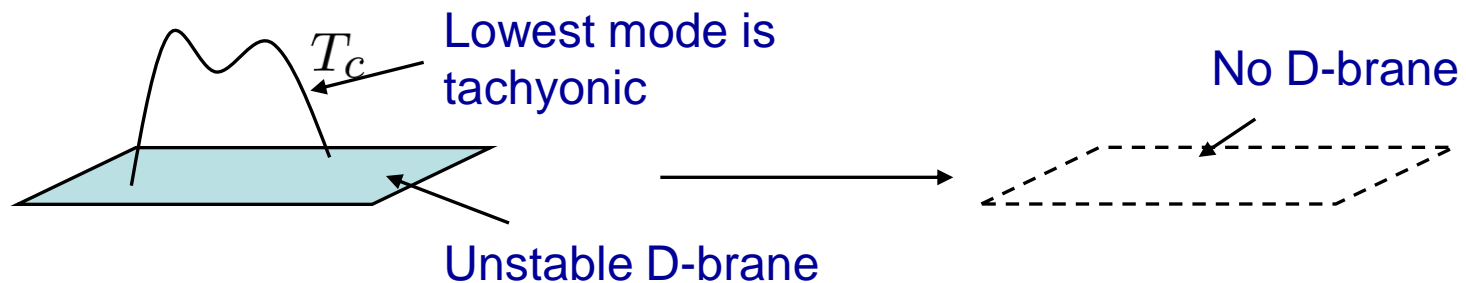 Lowest mode is
tachyonic
T_c
No D-brane
Unstable D-brane